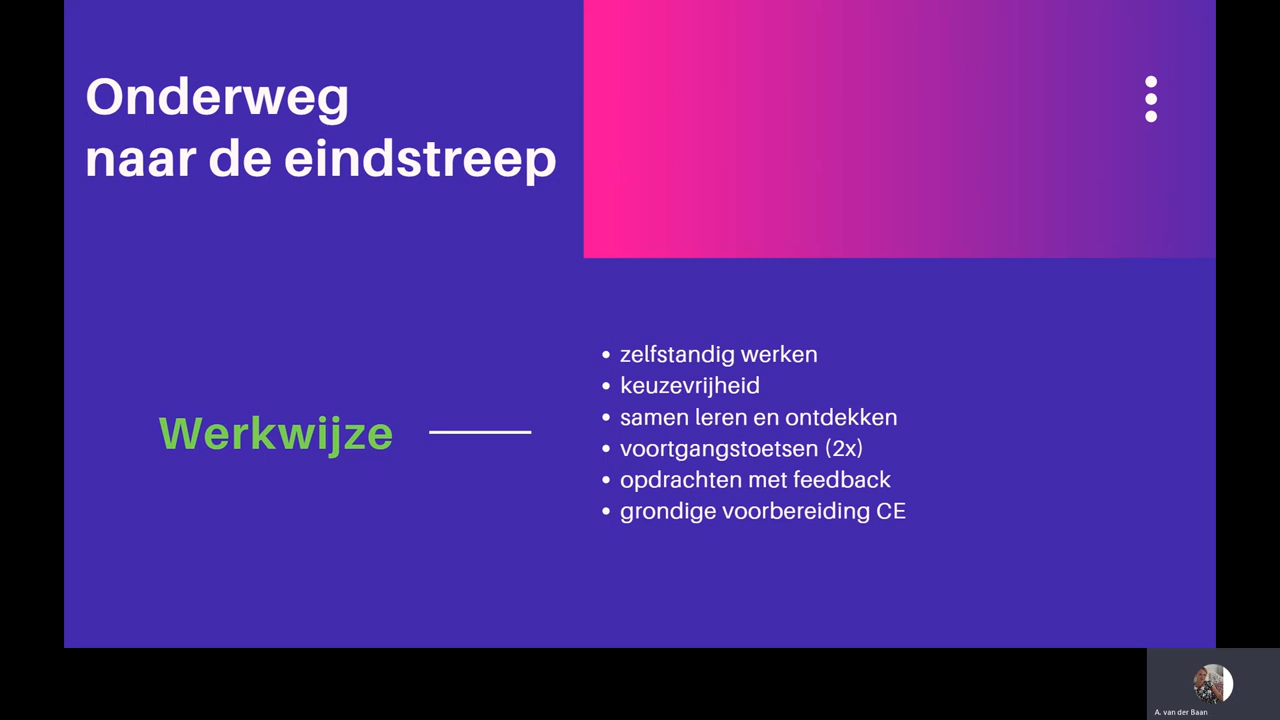 Onderweg
naar de eindstreep
Werkwijze
zelfstandig werken
keuzevrijheid
samen leren en ontdekken
voortgangstoetsen (2x)
opdrachten met feedback
grondige voorbereiding CE
A. van der Baan